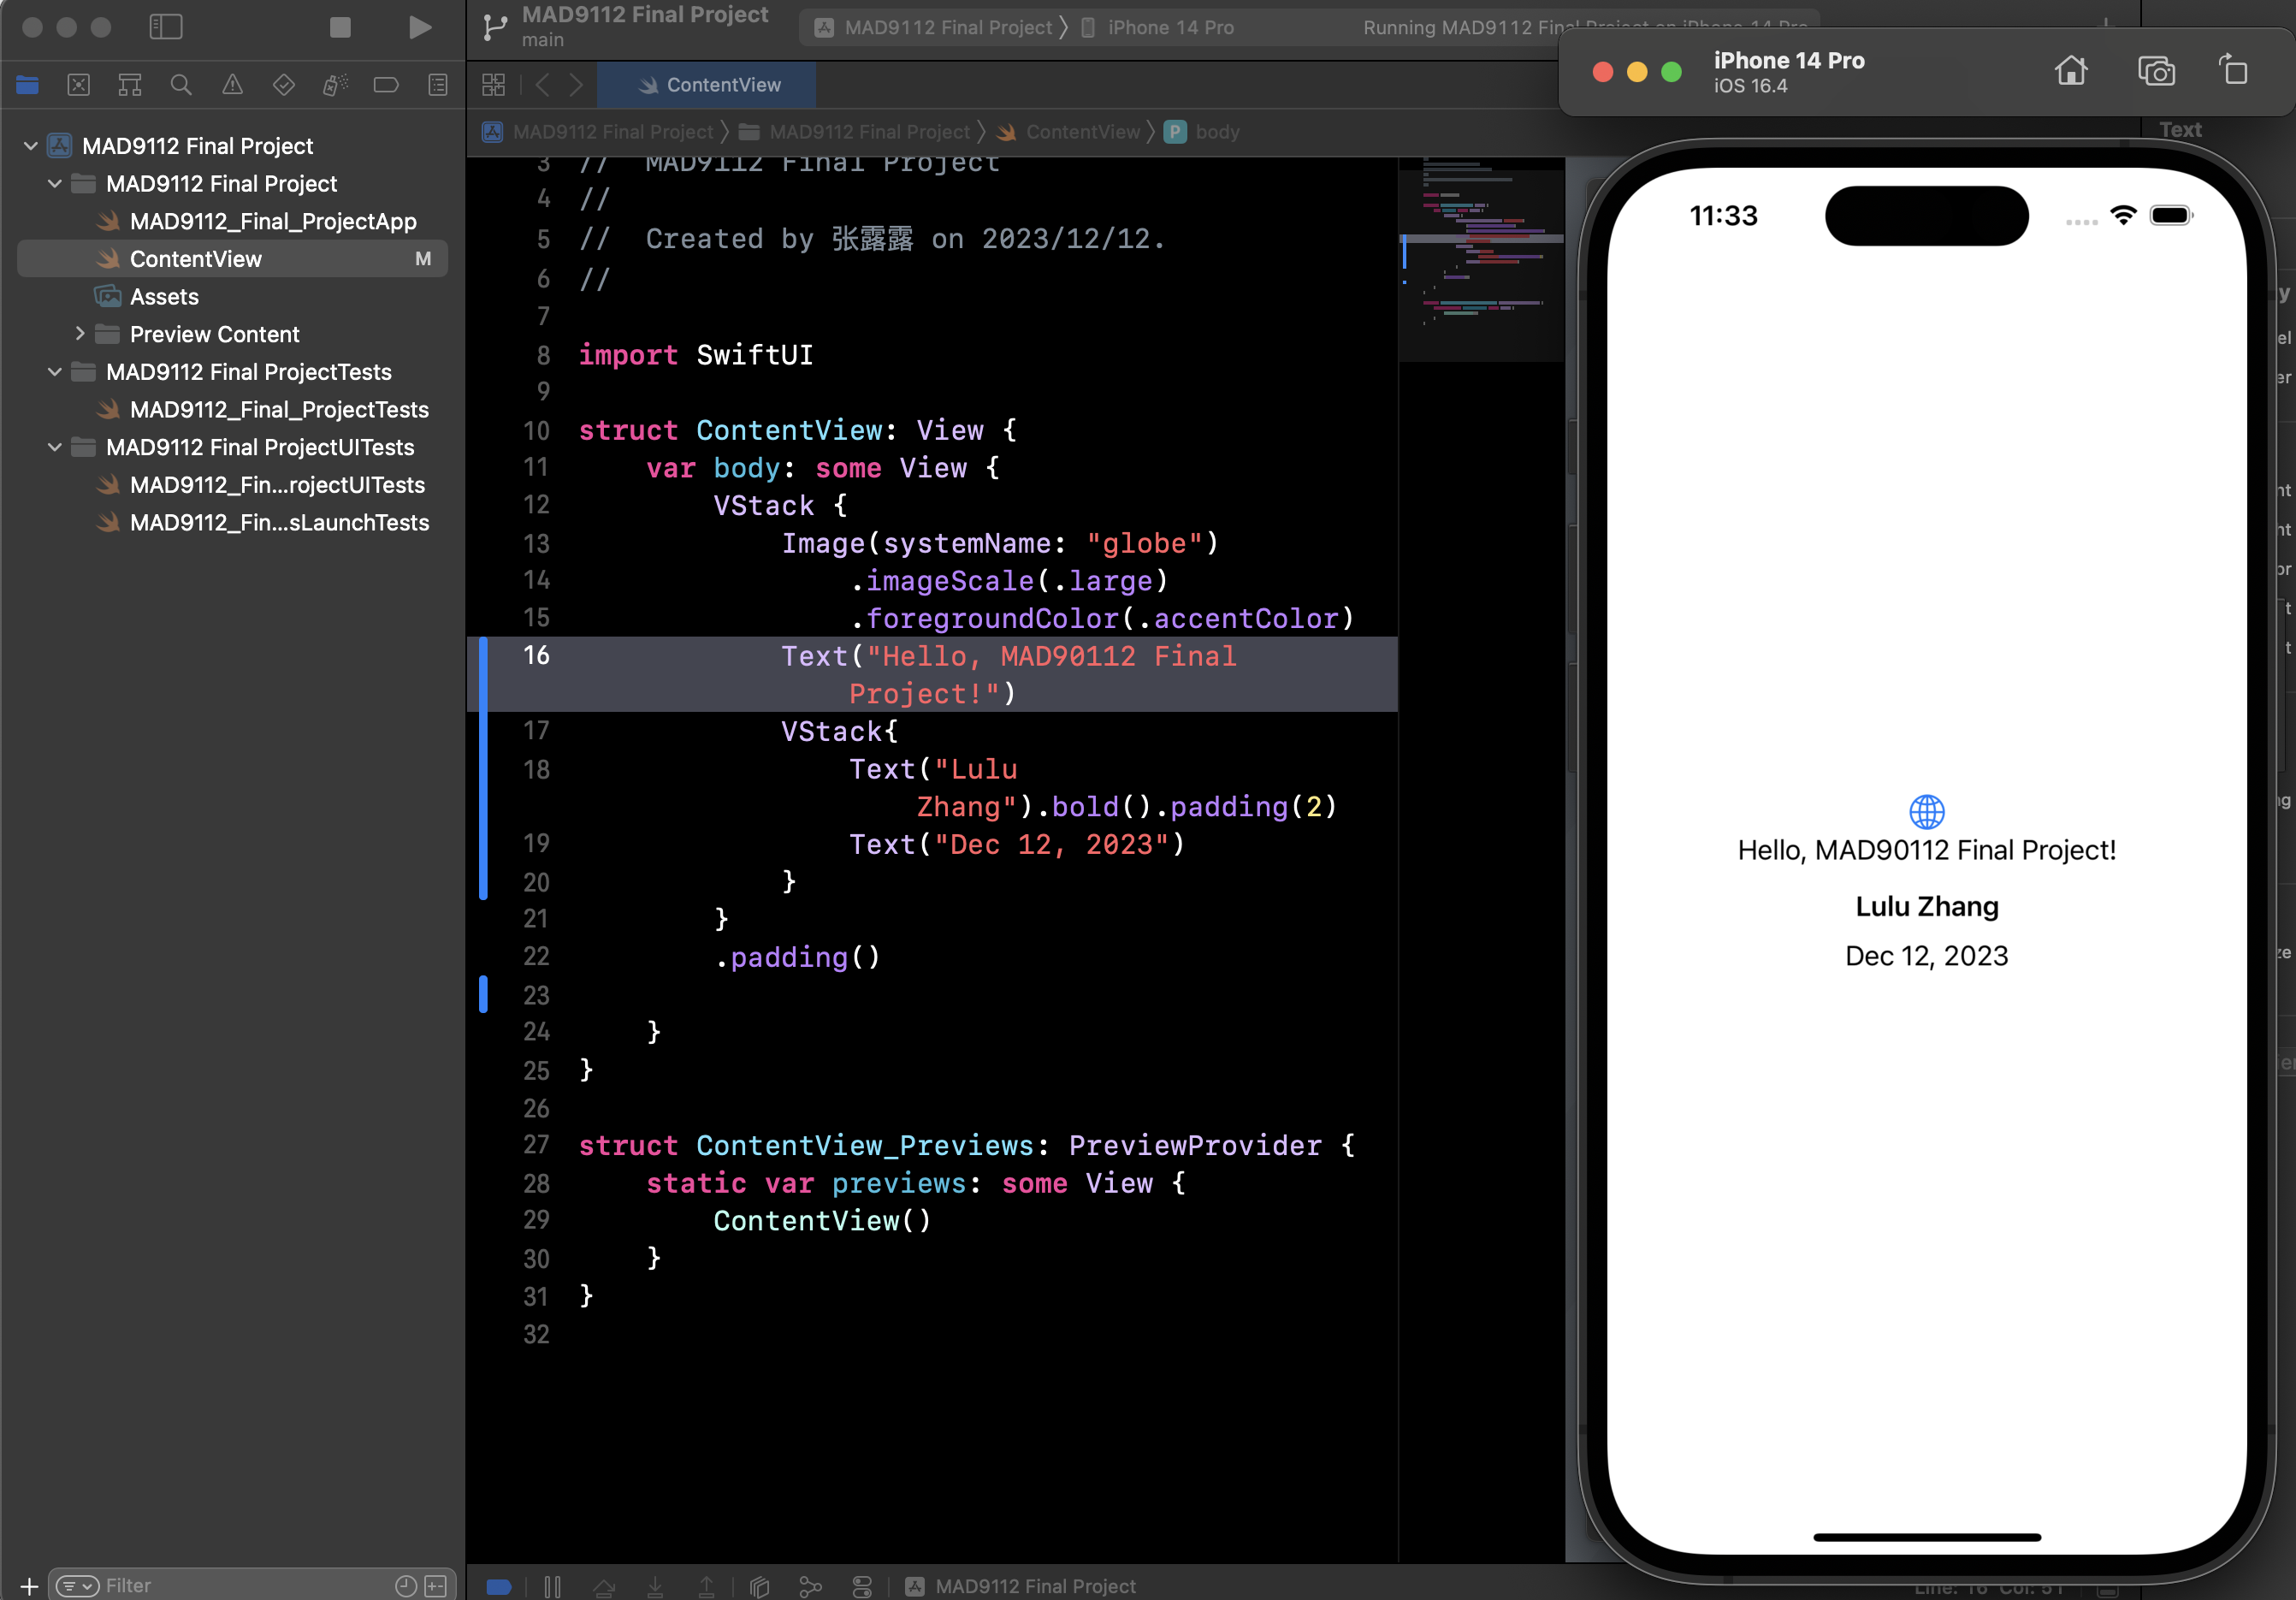 MAD9112 Final Project
main
MAD9112 Final Project
iPhone 14 Pro
Running MAD9112 Final Project on iPhone 14 Pro
ContentView
MAD9112 Final Project
MAD9112 Final Project
ContentView
P
body
MAD9112 Final Project
MAD9112 Final Project
MAD9112_Final_ProjectApp
ContentView M
Assets
Preview Content
MAD9112 Final ProjectTests
MAD9112_Final_ProjectTests
MAD9112 Final ProjectUITests
MAD9112_Fin...rojectUITests
MAD9112_Fin...sLaunchTests
Filter
3 // MAD9112 Final Project
4 //
5 // Created by 张露露 on 2023/12/12.
6 //
7
8 import SwiftUI
9
10 struct ContentView: View {
11 var body: some View {
12 VStack {
13 Image(systemName: "globe")
14 .imageScale(.large)
15 .foregroundColor(.accentColor)
16 Text("Hello, MAD90112 Final
Project!")
17 VStack{
18 Text("Lulu
Zhang").bold().padding(2)
19 Text("Dec 12, 2023")
20 }
21 }
22 .padding()
23
24 }
25 }
26
27 struct ContentView_Previews: PreviewProvider {
28 static var previews: some View {
29 ContentView()
30 }
31 }
32
MAD9112 Final Project
Line: 16 Col: 51
iPhone 14 Pro
iOS 16.4
Text
11:33
Hello, MAD90112 Final Project!
Lulu Zhang
Dec 12, 2023